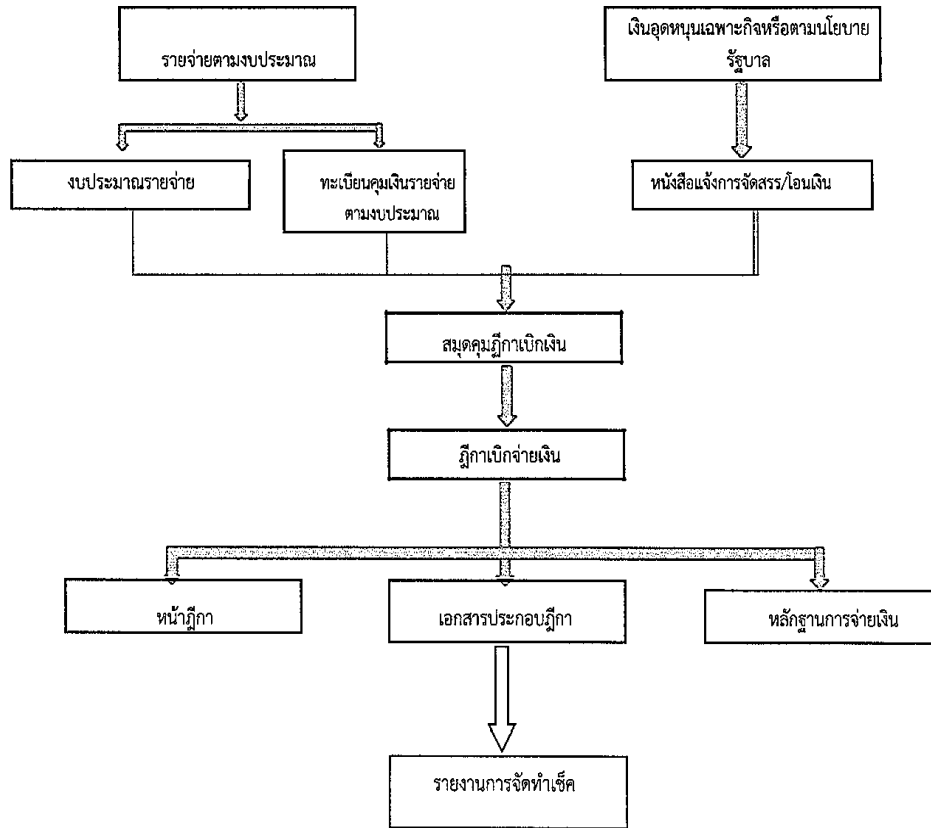 รายจ่ายตามงบประมาณ
เงินอุดหนุนเฉพาะกิจหรือตามนโยบาย
รัฐบาล
งบประมาณรายจ่าย
ทะเบียนคุมเงินรายจ่าย
ตามงบประมาณ
หนังสือแจ้งการจัดสรร/โอนเงิน
สมุดคุมฎีกาเบิกเงิน
ฎีกาเบิกจ่ายเงิน
หน้าฎีกา
เอกสารประกอบฎีกา
หลักฐานการจ่ายเงิน
รายงานการจัดทำเช็ค